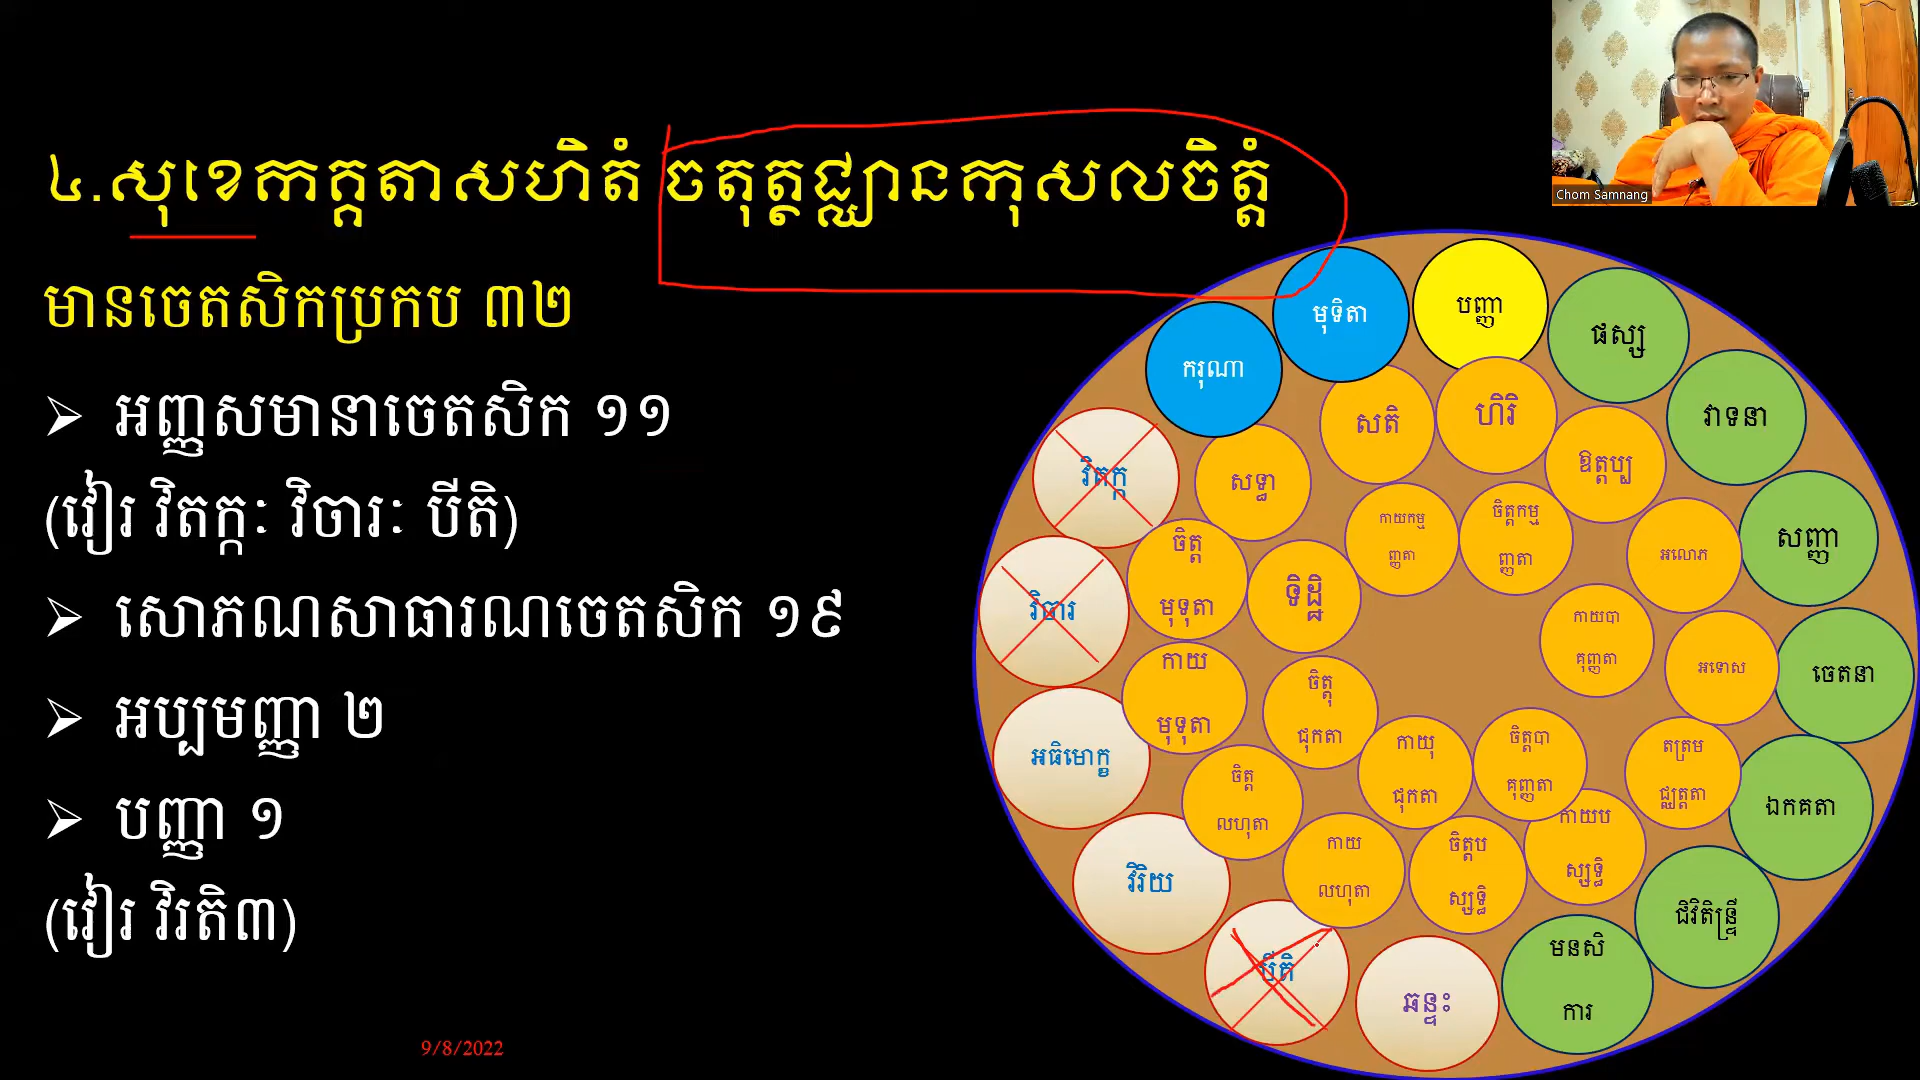 ៤.សុខេកគ្គតាសហិតំ ចតុត្ថជ្ឈានកុសលចិត្តំ
មានចេតសិកប្រកប ៣២
➢ អញ្ញសមានាចេតសិក ១១
(វៀរ វិតក្កៈ វិចារៈ បីតិ)
➢ សោភណសាធារណចេតសិក ១៩
➢ អប្បមញ្ញា ២
➢ បញ្ញា ១
(វៀរ វិរតិ៣)
9/8/2022
Chom Samnang
មុទិតា
បញ្ញា
ផស្ស
ករុណា
វាទនា
សតិ
ហិរិ
ឱត្តប្ប
វិតក្ក
សទ្ធា
កាយកម្ម
ញ្ញតា
ចិត្តកម្ម
ញ្ញតា
អលោភ
សញ្ញា
ចិត្ត
មុទុតា
ទិដ្ឋិ
វិចារ
កាយបា
គុញ្ញតា
អទោស
ចេតនា
កាយ
មុទុតា
ចិត្តុ
ជុកតា
អធិមោក្ខ
កាយុ
ជុកតា
ចិត្តបា
គុញ្ញតា
តត្រម
ជ្ឈត្តតា
ឯកគតា
ចិត្ត
លហុតា
កាយ
លហុតា
ចិត្តប
ស្សទ្ធិ
កាយប
ស្សទ្ធិ
វិរិយ
ជិវិតិន្ទ្រី
បីតិ
ឆន្ទះ
មនសិ
ការ